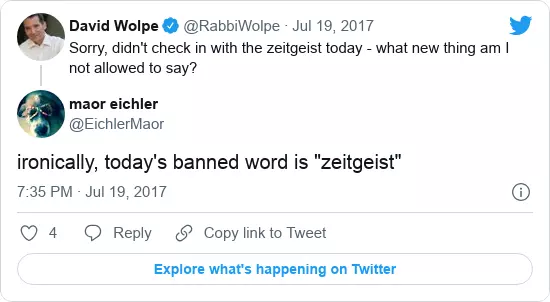 David Wolpe @RabbiWolpe · Jul 19, 2017
Sorry, didn't check in with the zeitgeist today - what new thing am I
not allowed to say?
maor eichler
@EichlerMaor
ironically, today's banned word is "zeitgeist"
7:35 PM · Jul 19, 2017
4 Reply Copy link to Tweet
Explore what's happening on Twitter